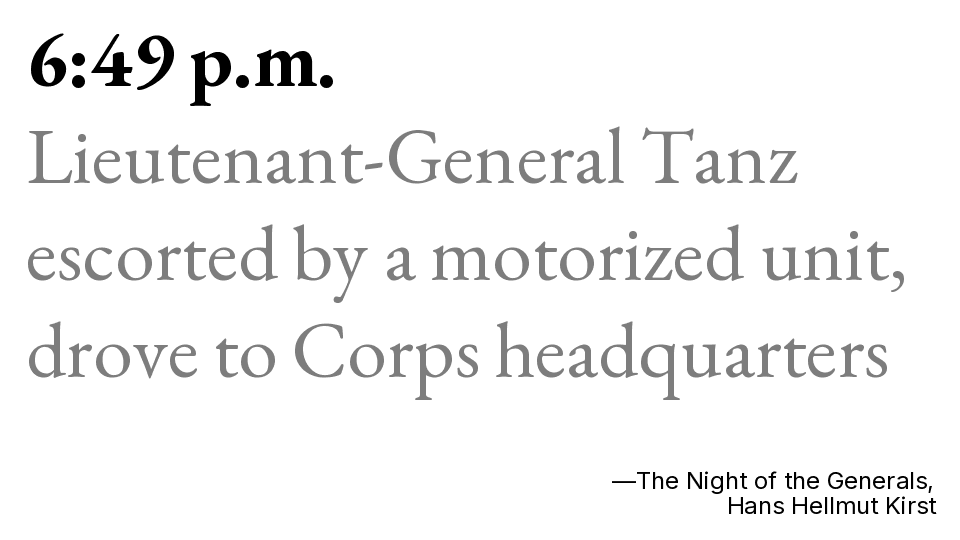 6:49 p.m.
Lieutenant-General Tanz
escorted by a motorized unit,
drove to Corps headquarters
—The Night of the Generals,
Hans Hellmut Kirst